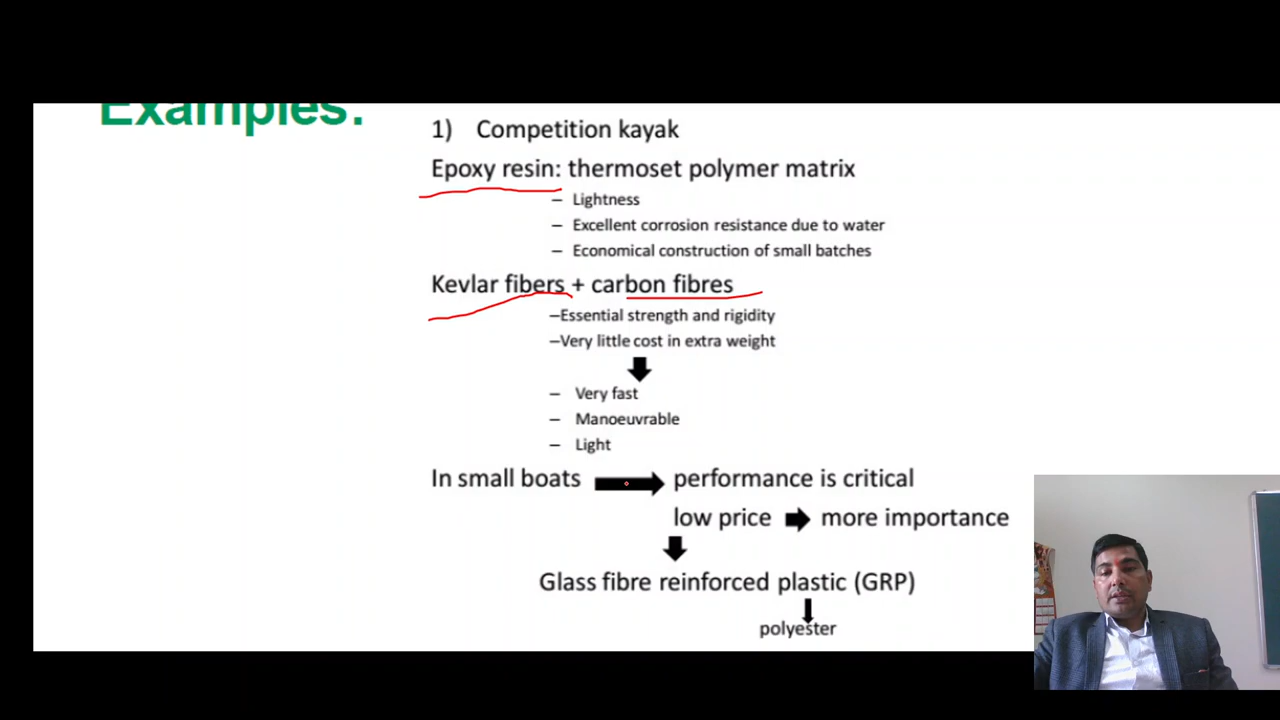 Examples:
1) Competition kayak
Epoxy resin: thermoset polymer matrix
– Lightness
– Excellent corrosion resistance due to water
– Economical construction of small batches
Kevlar fibers + carbon fibres
–Essential strength and rigidity
–Very little cost in extra weight
– Very fast
– Manoeuvrable
– Light
In small boats performance is critical
low price more importance
Glass fibre reinforced plastic (GRP)
polyester